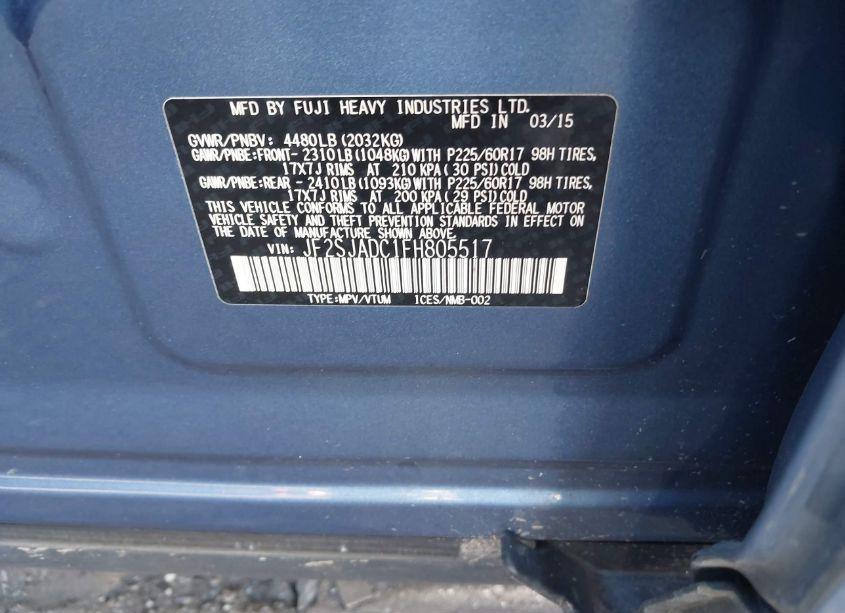 MFD BY FUJI HEAVY INDUSTRIES LTD.
MFD IN 03/15
GVWR/PNBV: 4480LB (2032KG)
GAWR/PNBE:FRONT- 2310LB (1048KG) WITH P225/60R17 98H TIRES,
17X7J RIMS AT 210 KPA ( 30 PSI) COLD
GAWR/PNBE:REAR - 2410LB (1093KG) WITH P225/60R17 98H TIRES,
17X7J RIMS AT 200 KPA ( 29 PSI) COLD
THIS VEHICLE CONFORMS TO ALL APPLICABLE FEDERAL MOTOR
VEHICLE SAFETY AND THEFT PREVENTION STANDARDS IN EFFECT ON
THE DATE OF MANUFACTURE SHOWN ABOVE.
VIN: JF2SJADC1FH805517
TYPE:MPV/VTUM ICES/NMB-002